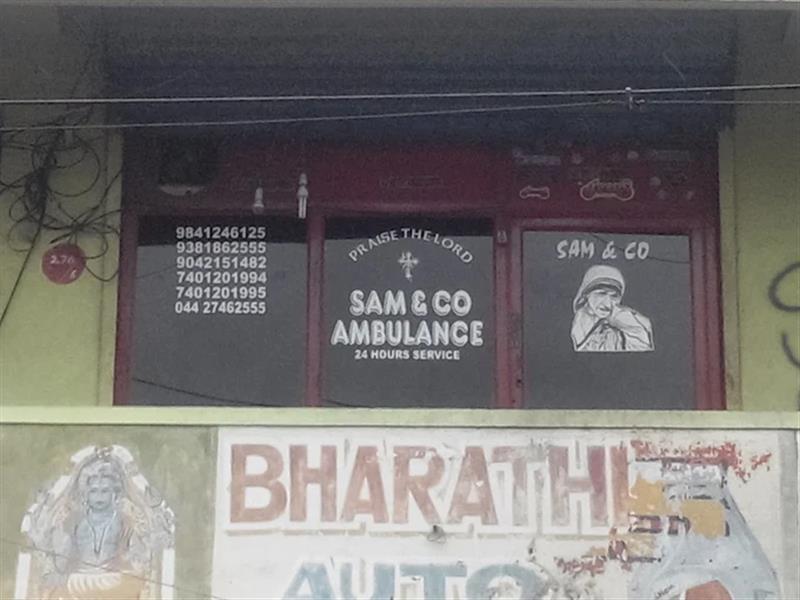 9841246125
9381862555
9042151482
7401201994
7401201995
044 27462555
PRAISE THE LORD
SAM & CO
AMBULANCE
24 HOURS SERVICE
SAM & CO
BHARATHI
AUTO